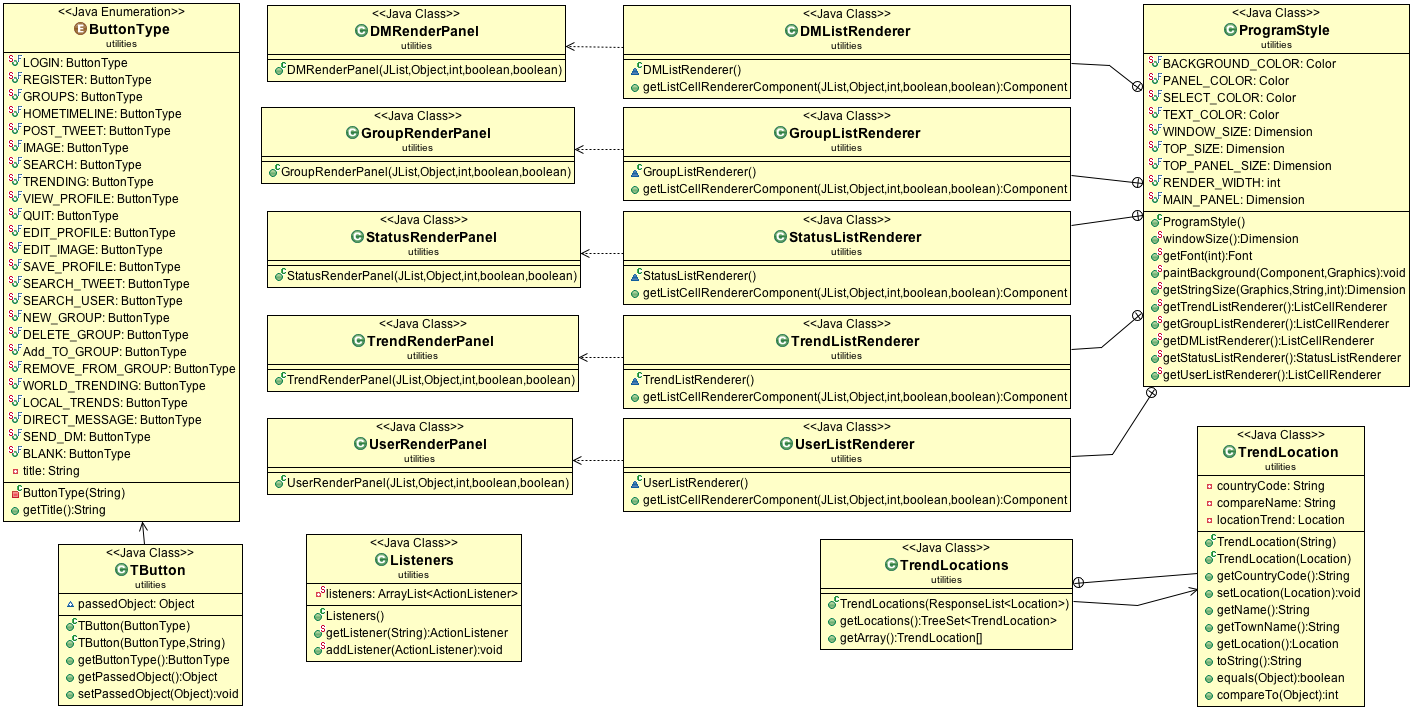 <<Java Enumeration>>
ButtonType
utilities
LOGIN: ButtonType
REGISTER: ButtonType
GROUPS: ButtonType
HOMETIMELINE: ButtonType
POST_TWEET: ButtonType
IMAGE: ButtonType
SEARCH: ButtonType
TRENDING: ButtonType
VIEW_PROFILE: ButtonType
QUIT: ButtonType
EDIT_PROFILE: ButtonType
EDIT_IMAGE: ButtonType
SAVE_PROFILE: ButtonType
SEARCH_TWEET: ButtonType
SEARCH_USER: ButtonType
NEW_GROUP: ButtonType
DELETE_GROUP: ButtonType
Add_TO_GROUP: ButtonType
REMOVE_FROM_GROUP: ButtonType
WORLD_TRENDING: ButtonType
LOCAL_TRENDS: ButtonType
DIRECT_MESSAGE: ButtonType
SEND_DM: ButtonType
BLANK: ButtonType
title: String
ButtonType(String)
getTitle():String
<<Java Class>>
TButton
utilities
passedObject: Object
TButton(ButtonType)
TButton(ButtonType,String)
getButtonType():ButtonType
getPassedObject():Object
setPassedObject(Object):void
<<Java Class>>
DMRenderPanel
utilities
DMRenderPanel(JList,Object,int,boolean,boolean)
<<Java Class>>
GroupRenderPanel
utilities
GroupRenderPanel(JList,Object,int,boolean,boolean)
<<Java Class>>
StatusRenderPanel
utilities
StatusRenderPanel(JList,Object,int,boolean,boolean)
<<Java Class>>
TrendRenderPanel
utilities
TrendRenderPanel(JList,Object,int,boolean,boolean)
<<Java Class>>
UserRenderPanel
utilities
UserRenderPanel(JList,Object,int,boolean,boolean)
<<Java Class>>
Listeners
utilities
listeners: ArrayList<ActionListener>
Listeners()
getListener(String):ActionListener
addListener(ActionListener):void
<<Java Class>>
DMListRenderer
utilities
DMListRenderer()
getListCellRendererComponent(JList,Object,int,boolean,boolean):Component
<<Java Class>>
GroupListRenderer
utilities
GroupListRenderer()
getListCellRendererComponent(JList,Object,int,boolean,boolean):Component
<<Java Class>>
StatusListRenderer
utilities
StatusListRenderer()
getListCellRendererComponent(JList,Object,int,boolean,boolean):Component
<<Java Class>>
TrendListRenderer
utilities
TrendListRenderer()
getListCellRendererComponent(JList,Object,int,boolean,boolean):Component
<<Java Class>>
UserListRenderer
utilities
UserListRenderer()
getListCellRendererComponent(JList,Object,int,boolean,boolean):Component
<<Java Class>>
TrendLocations
utilities
TrendLocations(ResponseList<Location>)
getLocations():TreeSet<TrendLocation>
getArray():TrendLocation[]
<<Java Class>>
ProgramStyle
utilities
BACKGROUND_COLOR: Color
PANEL_COLOR: Color
SELECT_COLOR: Color
TEXT_COLOR: Color
WINDOW_SIZE: Dimension
TOP_SIZE: Dimension
TOP_PANEL_SIZE: Dimension
RENDER_WIDTH: int
MAIN_PANEL: Dimension
ProgramStyle()
windowSize():Dimension
getFont(int):Font
paintBackground(Component,Graphics):void
getStringSize(Graphics,String,int):Dimension
getTrendListRenderer():ListCellRenderer
getGroupListRenderer():ListCellRenderer
getDMListRenderer():ListCellRenderer
getStatusListRenderer():StatusListRenderer
getUserListRenderer():ListCellRenderer
<<Java Class>>
TrendLocation
utilities
countryCode: String
compareName: String
locationTrend: Location
TrendLocation(String)
TrendLocation(Location)
getCountryCode():String
setLocation(Location):void
getName():String
getTownName():String
getLocation():Location
toString():String
equals(Object):boolean
compareTo(Object):int